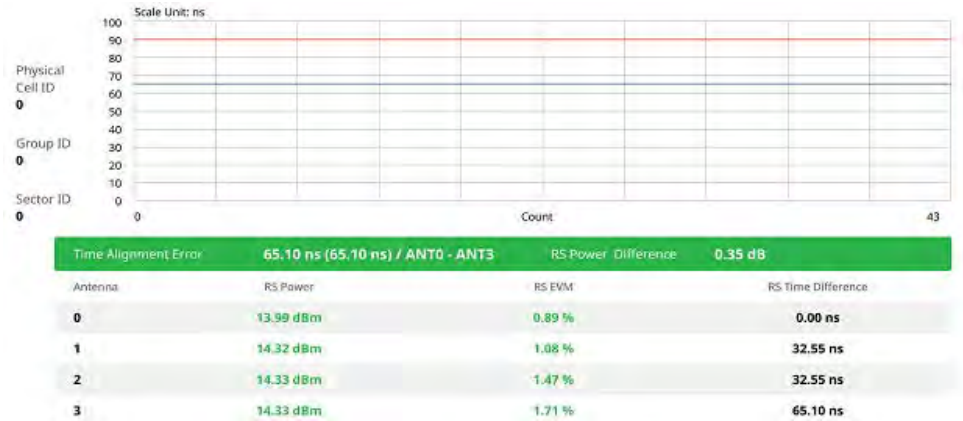 Scale Unit: ns
100
90
80
70
60
50
40
30
20
10
0
Physical
Cell ID
0
Group ID
0
Sector ID
0
0 Count 43
Time Alignment Error 65.10 ns (65.10 ns) / ANT0 - ANT3 RS Power Difference 0.35 dB
Antenna RS Power RS EVM RS Time Difference
0 13.99 dBm 0.89 % 0.00 ns
1 14.32 dBm 1.08 % 32.55 ns
2 14.33 dBm 1.47 % 32.55 ns
3 14.33 dBm 1.71 % 65.10 ns